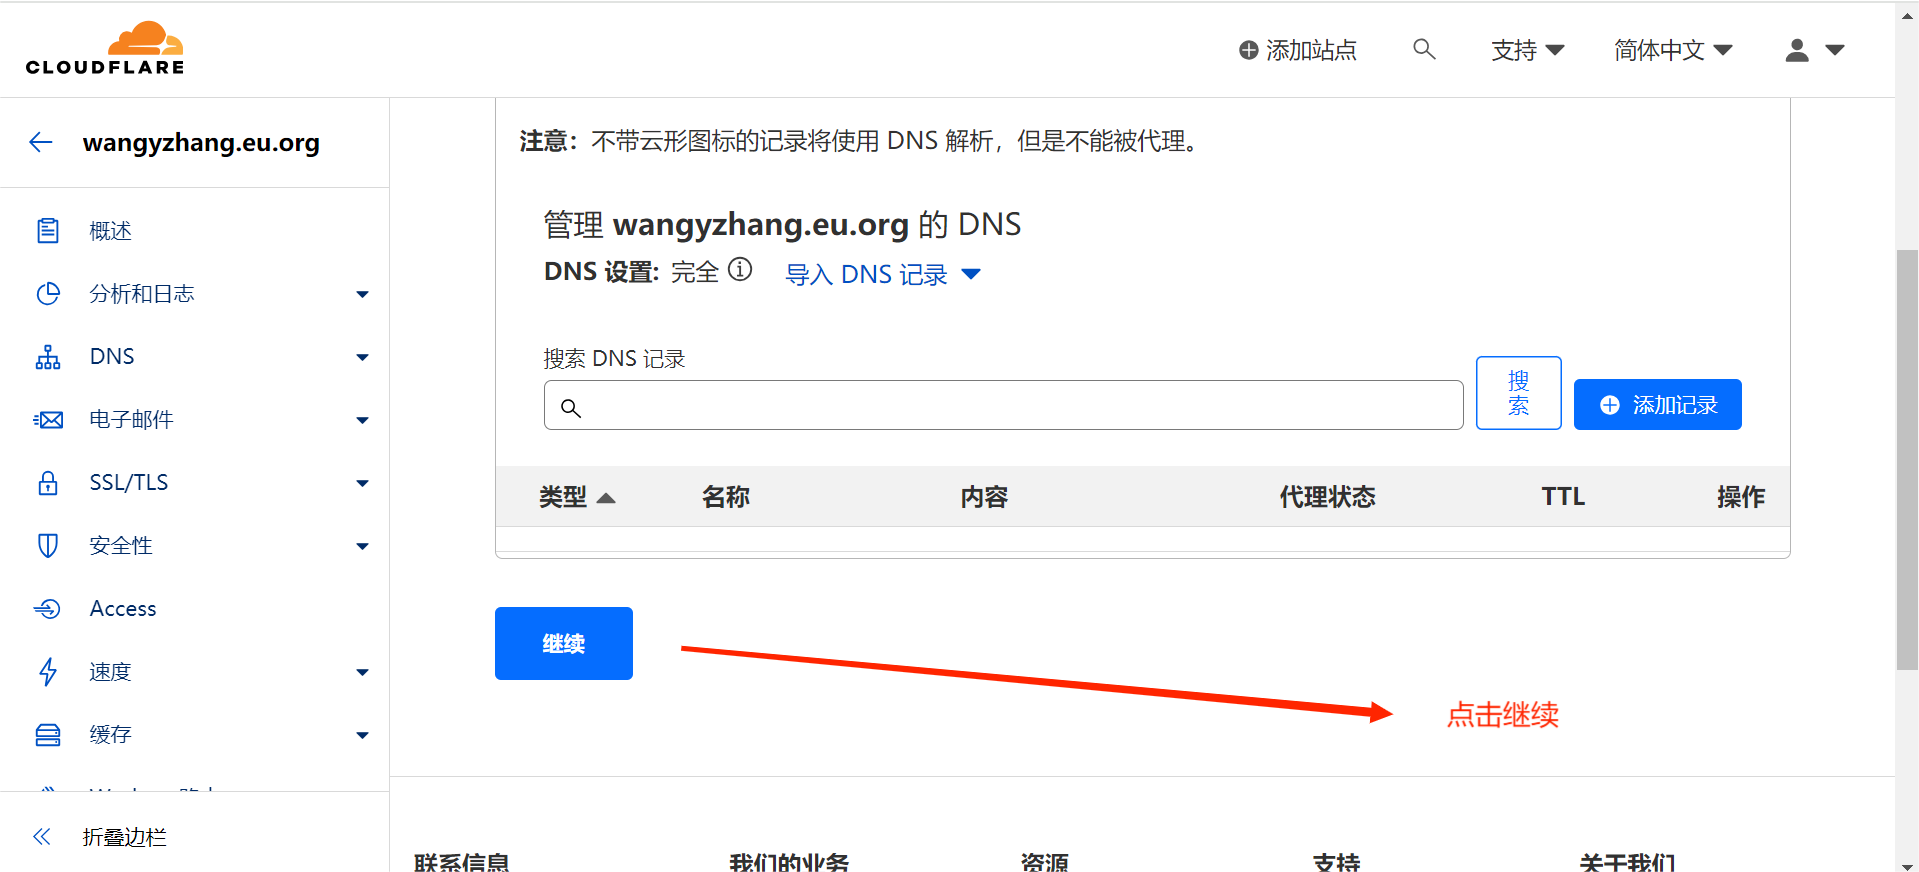 CLOUDFLARE
添加站点
支持
简体中文
wangyzhang.eu.org
概述
分析和日志
DNS
电子邮件
SSL/TLS
安全性
Access
速度
缓存
折叠边栏
注意：不带云形图标的记录将使用 DNS 解析，但是不能被代理。
管理 wangyzhang.eu.org 的 DNS
DNS 设置: 完全
导入 DNS 记录
搜索 DNS 记录
搜
索
添加记录
类型 名称 内容 代理状态 TTL 操作
继续
点击继续
联系信息 我们的业务 资源 支持 关于我们